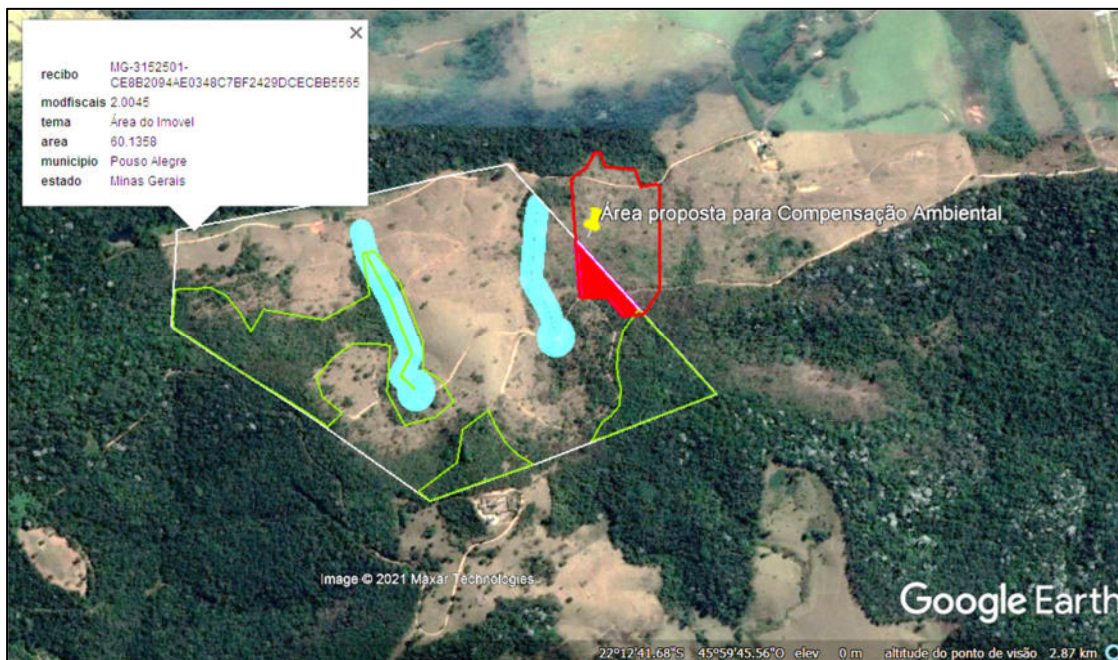 recibo MG-3152501-
CE8B2094AE0348C7BF2429DCECBB5565
modfiscais 2.0045
tema Área do Imovel
area 60.1358
municipio Pouso Alegre
estado Minas Gerais
Área proposta para Compensação Ambiental
Image © 2021 Maxar Technologies
Google Earth
22°12'41.68"S 45°59'45.56"O elev 0 m altitude do ponto de visão 2.87 km